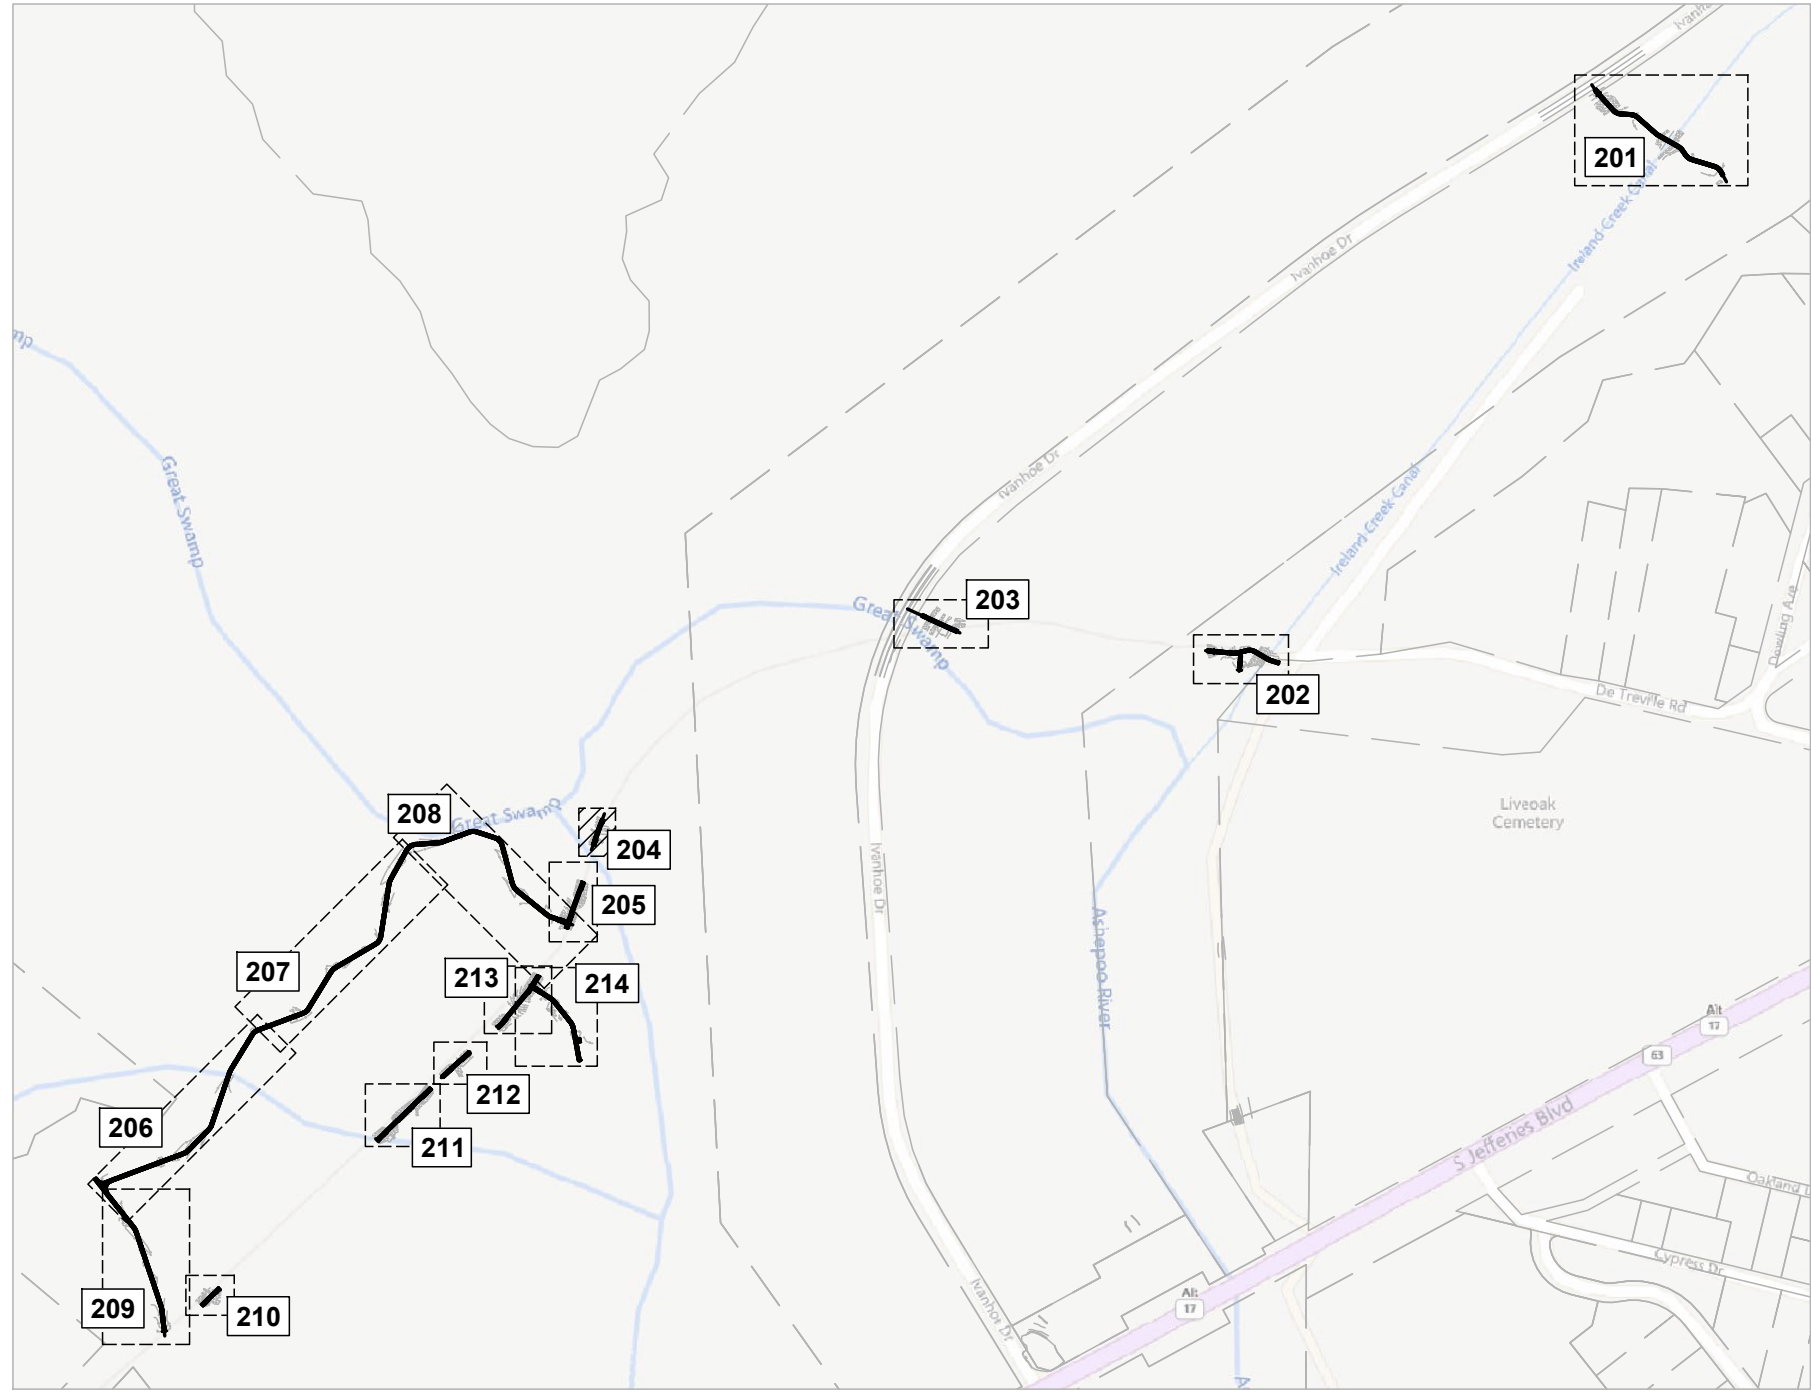 201
Ireland Creek Canal
Ivanhoe Dr
mp
Great Swamp
Ivanhoe Dr
Ireland Creek Canal
203
Great Swamp
Dowling Ave
202
De Treville Rd
208
Great Swamp
204
Liveoak
Cemetery
205
Ivanhoe Dr
Ashepoo River
207
213
214
Alt
17
63
212
206
211
S Jefferies Blvd
Oakland
Cypress Dr
209
210
Alt
17
Ivanhoe Dr